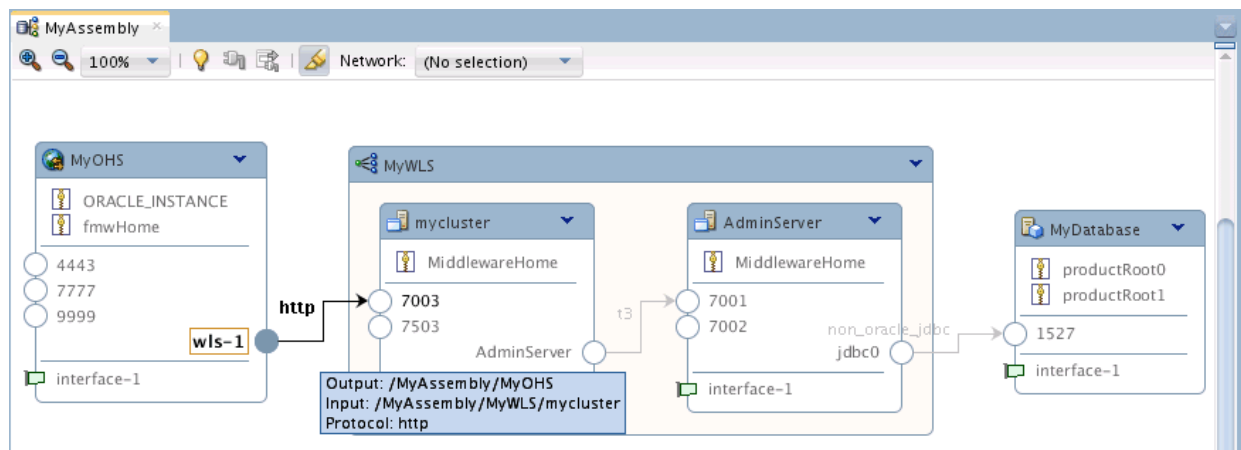 MyAssembly
100%
Network:
(No selection)
MyOHS
ORACLE_INSTANCE
fmwHome
4443
7777
9999
wls-1
interface-1
http
MyWLS
mycluster
MiddlewareHome
7003
7503
AdminServer
t3
AdminServer
MiddlewareHome
7001
7002
non_oracle_jdbc
jdbc0
interface-1
MyDatabase
productRoot0
productRoot1
1527
interface-1
Output: /MyAssembly/MyOHS
Input: /MyAssembly/MyWLS/mycluster
Protocol: http